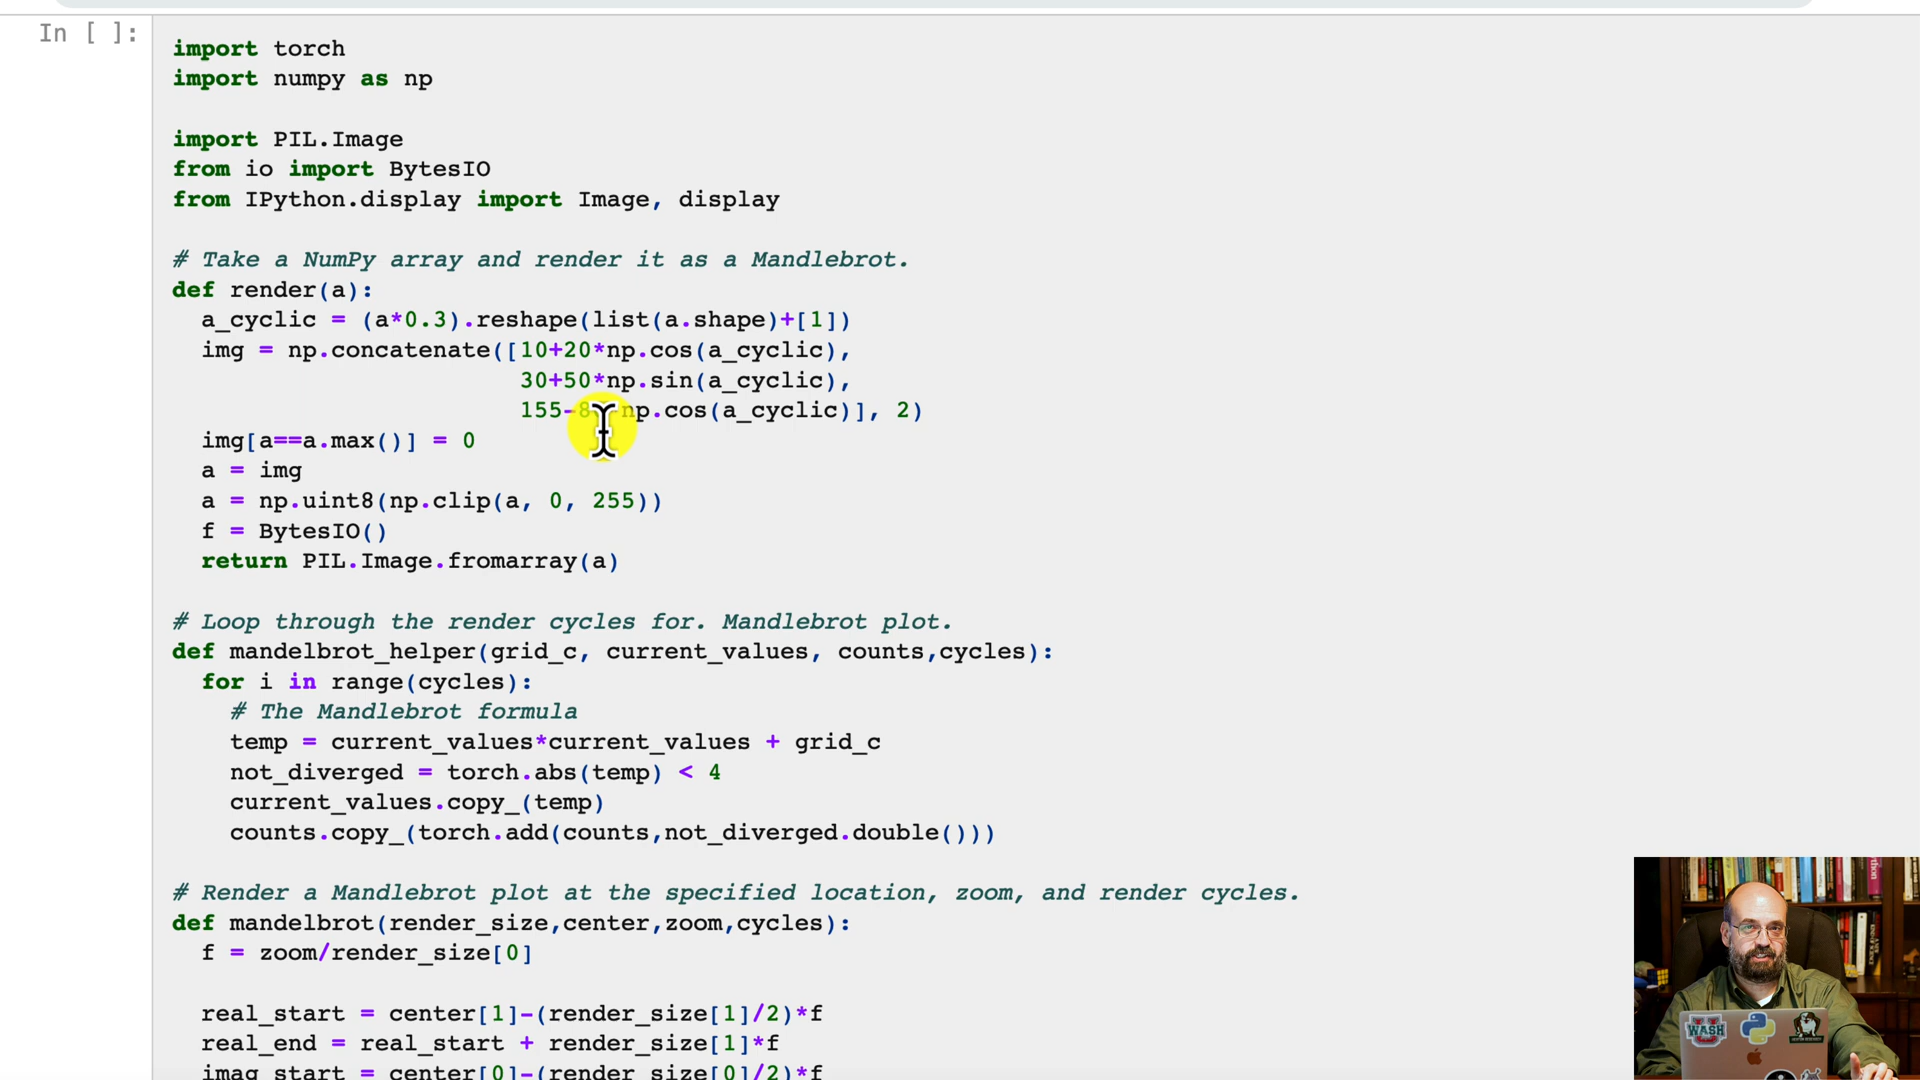 In [ ]:
import torch
import numpy as np
import PIL.Image
from io import BytesIO
from IPython.display import Image, display
# Take a NumPy array and render it as a Mandlebrot.
def render(a):
a_cyclic = (a*0.3).reshape(list(a.shape)+[1])
img = np.concatenate([10+20*np.cos(a_cyclic),
30+50*np.sin(a_cyclic),
155-8 np.cos(a_cyclic)], 2)
img[a==a.max()] = 0
a = img
a = np.uint8(np.clip(a, 0, 255))
f = BytesIO()
return PIL.Image.fromarray(a)
# Loop through the render cycles for. Mandlebrot plot.
def mandelbrot_helper(grid_c, current_values, counts,cycles):
for i in range(cycles):
# The Mandlebrot formula
temp = current_values*current_values + grid_c
not_diverged = torch.abs(temp) < 4
current_values.copy_(temp)
counts.copy_(torch.add(counts,not_diverged.double()))
# Render a Mandlebrot plot at the specified location, zoom, and render cycles.
def mandelbrot(render_size,center,zoom,cycles):
f = zoom/render_size[0]
real_start = center[1]-(render_size[1]/2)*f
real_end = real_start + render_size[1]*f
imag_start = center[0]-(render_size[0]/2)*f
WASH